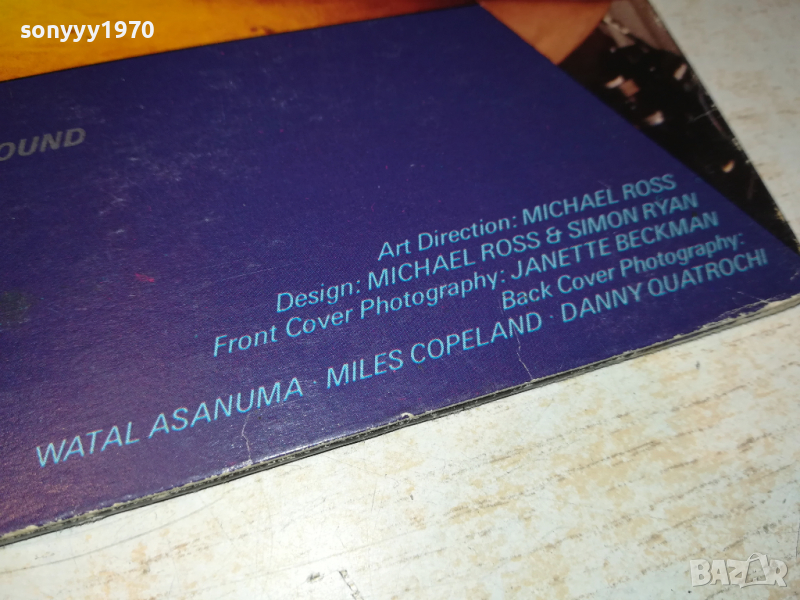 sonyyy1970
OUND
Art Direction: MICHAEL ROSS
Design: MICHAEL ROSS & SIMON RYAN
Front Cover Photography: JANETTE BECKMAN
Back Cover Photography:
WATAL ASANUMA · MILES COPELAND · DANNY QUATROCHI
BAZAR